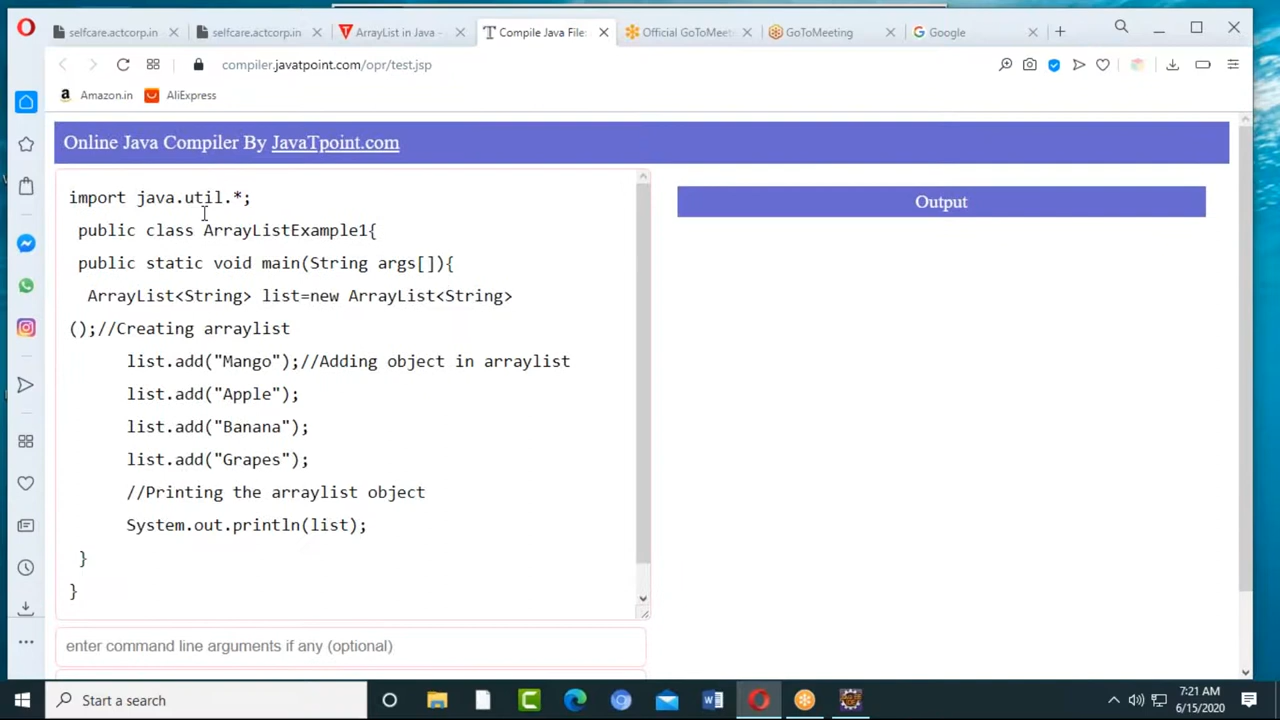 selfcare.actcorp.in
selfcare.actcorp.in
ArrayList in Java -
Compile Java File:
Official GoToMeeti
GoToMeeting
Google
compiler.javatpoint.com/opr/test.jsp
Amazon.in
AliExpress
Online Java Compiler By JavaTpoint.com
import java.util.*;
public class ArrayListExample1{
public static void main(String args[]){
ArrayList<String> list=new ArrayList<String>
();//Creating arraylist
list.add("Mango");//Adding object in arraylist
list.add("Apple");
list.add("Banana");
list.add("Grapes");
//Printing the arraylist object
System.out.println(list);
}
}
Output
enter command line arguments if any (optional)
Start a search
7:21 AM
6/15/2020